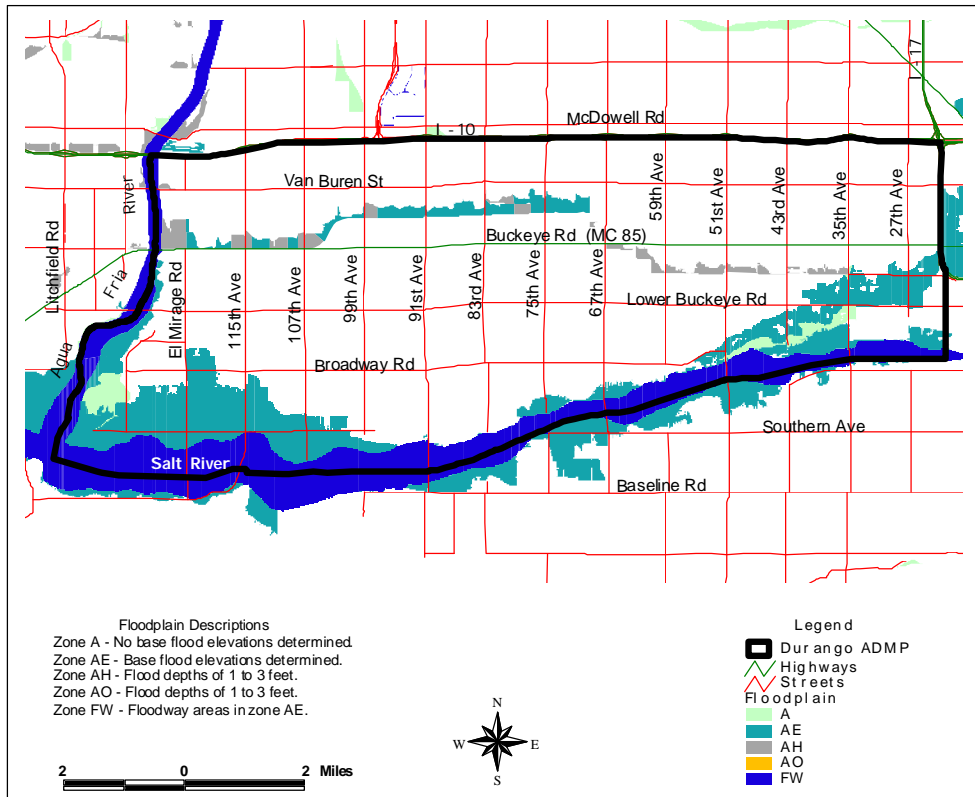 I - 17
McDowell Rd
I - 10
Van Buren St
River
59th Ave
51st Ave
43rd Ave
35th Ave
27th Ave
Buckeye Rd (MC 85)
Litchfield Rd
Fria
El Mirage Rd
115th Ave
107th Ave
99th Ave
91st Ave
83rd Ave
75th Ave
67th Ave
Lower Buckeye Rd
Agua
Broadway Rd
Southern Ave
Salt River
Baseline Rd
Floodplain Descriptions
Zone A - No base flood elevations determined.
Zone AE - Base flood elevations determined.
Zone AH - Flood depths of 1 to 3 feet.
Zone AO - Flood depths of 1 to 3 feet.
Zone FW - Floodway areas in zone AE.
2 0 2 Miles
N
W E
S
Legend
Durango ADMP
Highways
Streets
Floodplain
A
AE
AH
AO
FW